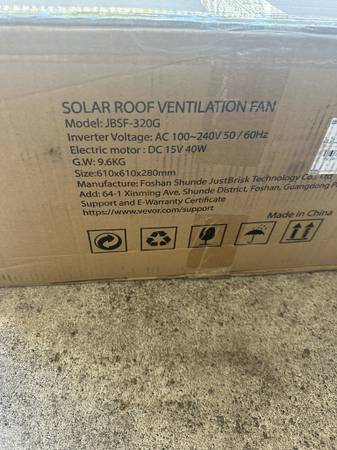 SOLAR ROOF VENTILATION FAN
Model: JBSF-320G
Inverter Voltage: AC 100~240V 50 / 60Hz
Electric motor : DC 15V 40W
G.W: 9.6KG
Size:610x610x280mm
Manufacture: Foshan Shunde JustBrisk Technology Co., Ltd
Add: 64-1 Xinming Ave, Shunde District, Foshan, Guangdong
Support and E-Warranty Certificate
https://www.vevor.com/support
Made in China